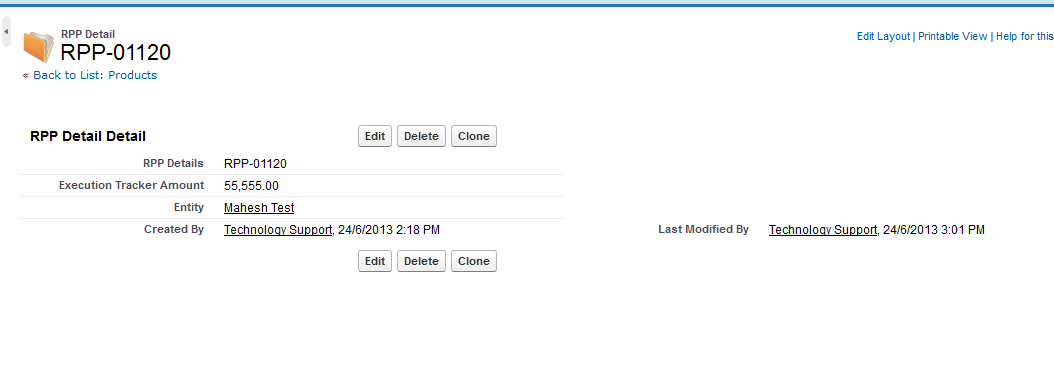 RPP Detail
RPP-01120
Edit Layout | Printable View | Help for this
« Back to List: Products
RPP Detail Detail Edit Delete Clone
RPP Details RPP-01120
Execution Tracker Amount 55,555.00
Entity Mahesh Test
Created By Technology Support, 24/6/2013 2:18 PM Last Modified By Technology Support, 24/6/2013 3:01 PM
Edit Delete Clone